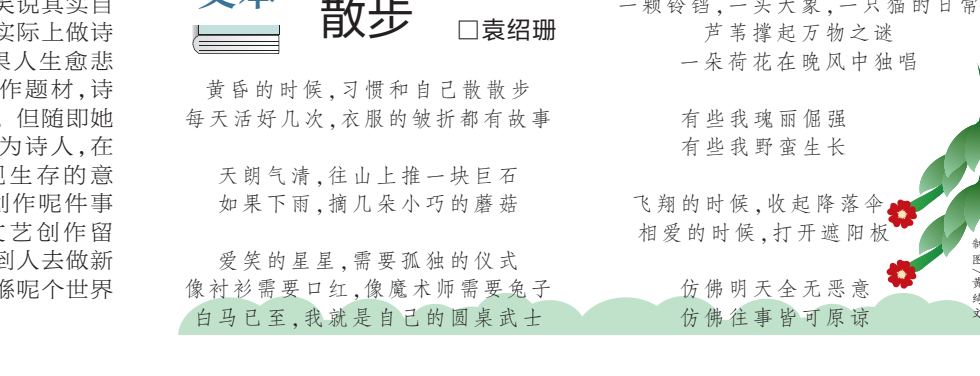 实际上做诗
果人生愈悲
作题材,诗
但随即她
为诗人,在
生存的意
创作呢件事
文艺创作留
到人去做新
呢个世界
散步
□袁绍珊
黄昏的时候,习惯和自己散散步
每天活好几次,衣服的皱折都有故事
天朗气清,往山上推一块巨石
如果下雨,摘几朵小巧的蘑菇
爱笑的星星,需要孤独的仪式
像衬衫需要口红,像魔术师需要兔子
白马已至,我就是自己的圆桌武士
一颗铃铛,一头大象,一只猫的日常
芦苇撑起万物之谜
一朵荷花在晚风中独唱
有些我瑰丽倔强
有些我野蛮生长
飞翔的时候,收起降落伞
相爱的时候,打开遮阳板
仿佛明天全无恶意
仿佛往事皆可原谅